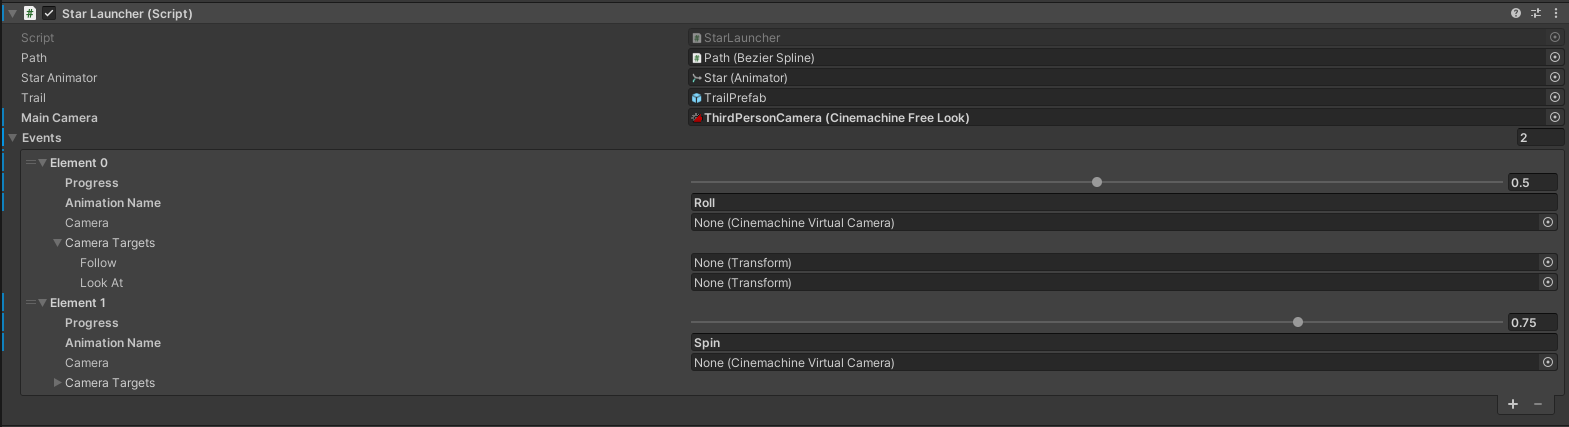 Star Launcher (Script)
Script StarLauncher
Path Path (Bezier Spline)
Star Animator Star (Animator)
Trail TrailPrefab
Main Camera ThirdPersonCamera (Cinemachine Free Look)
Events 2
Element 0
Progress 0.5
Animation Name Roll
Camera None (Cinemachine Virtual Camera)
Camera Targets
Follow None (Transform)
Look At None (Transform)
Element 1
Progress 0.75
Animation Name Spin
Camera None (Cinemachine Virtual Camera)
Camera Targets